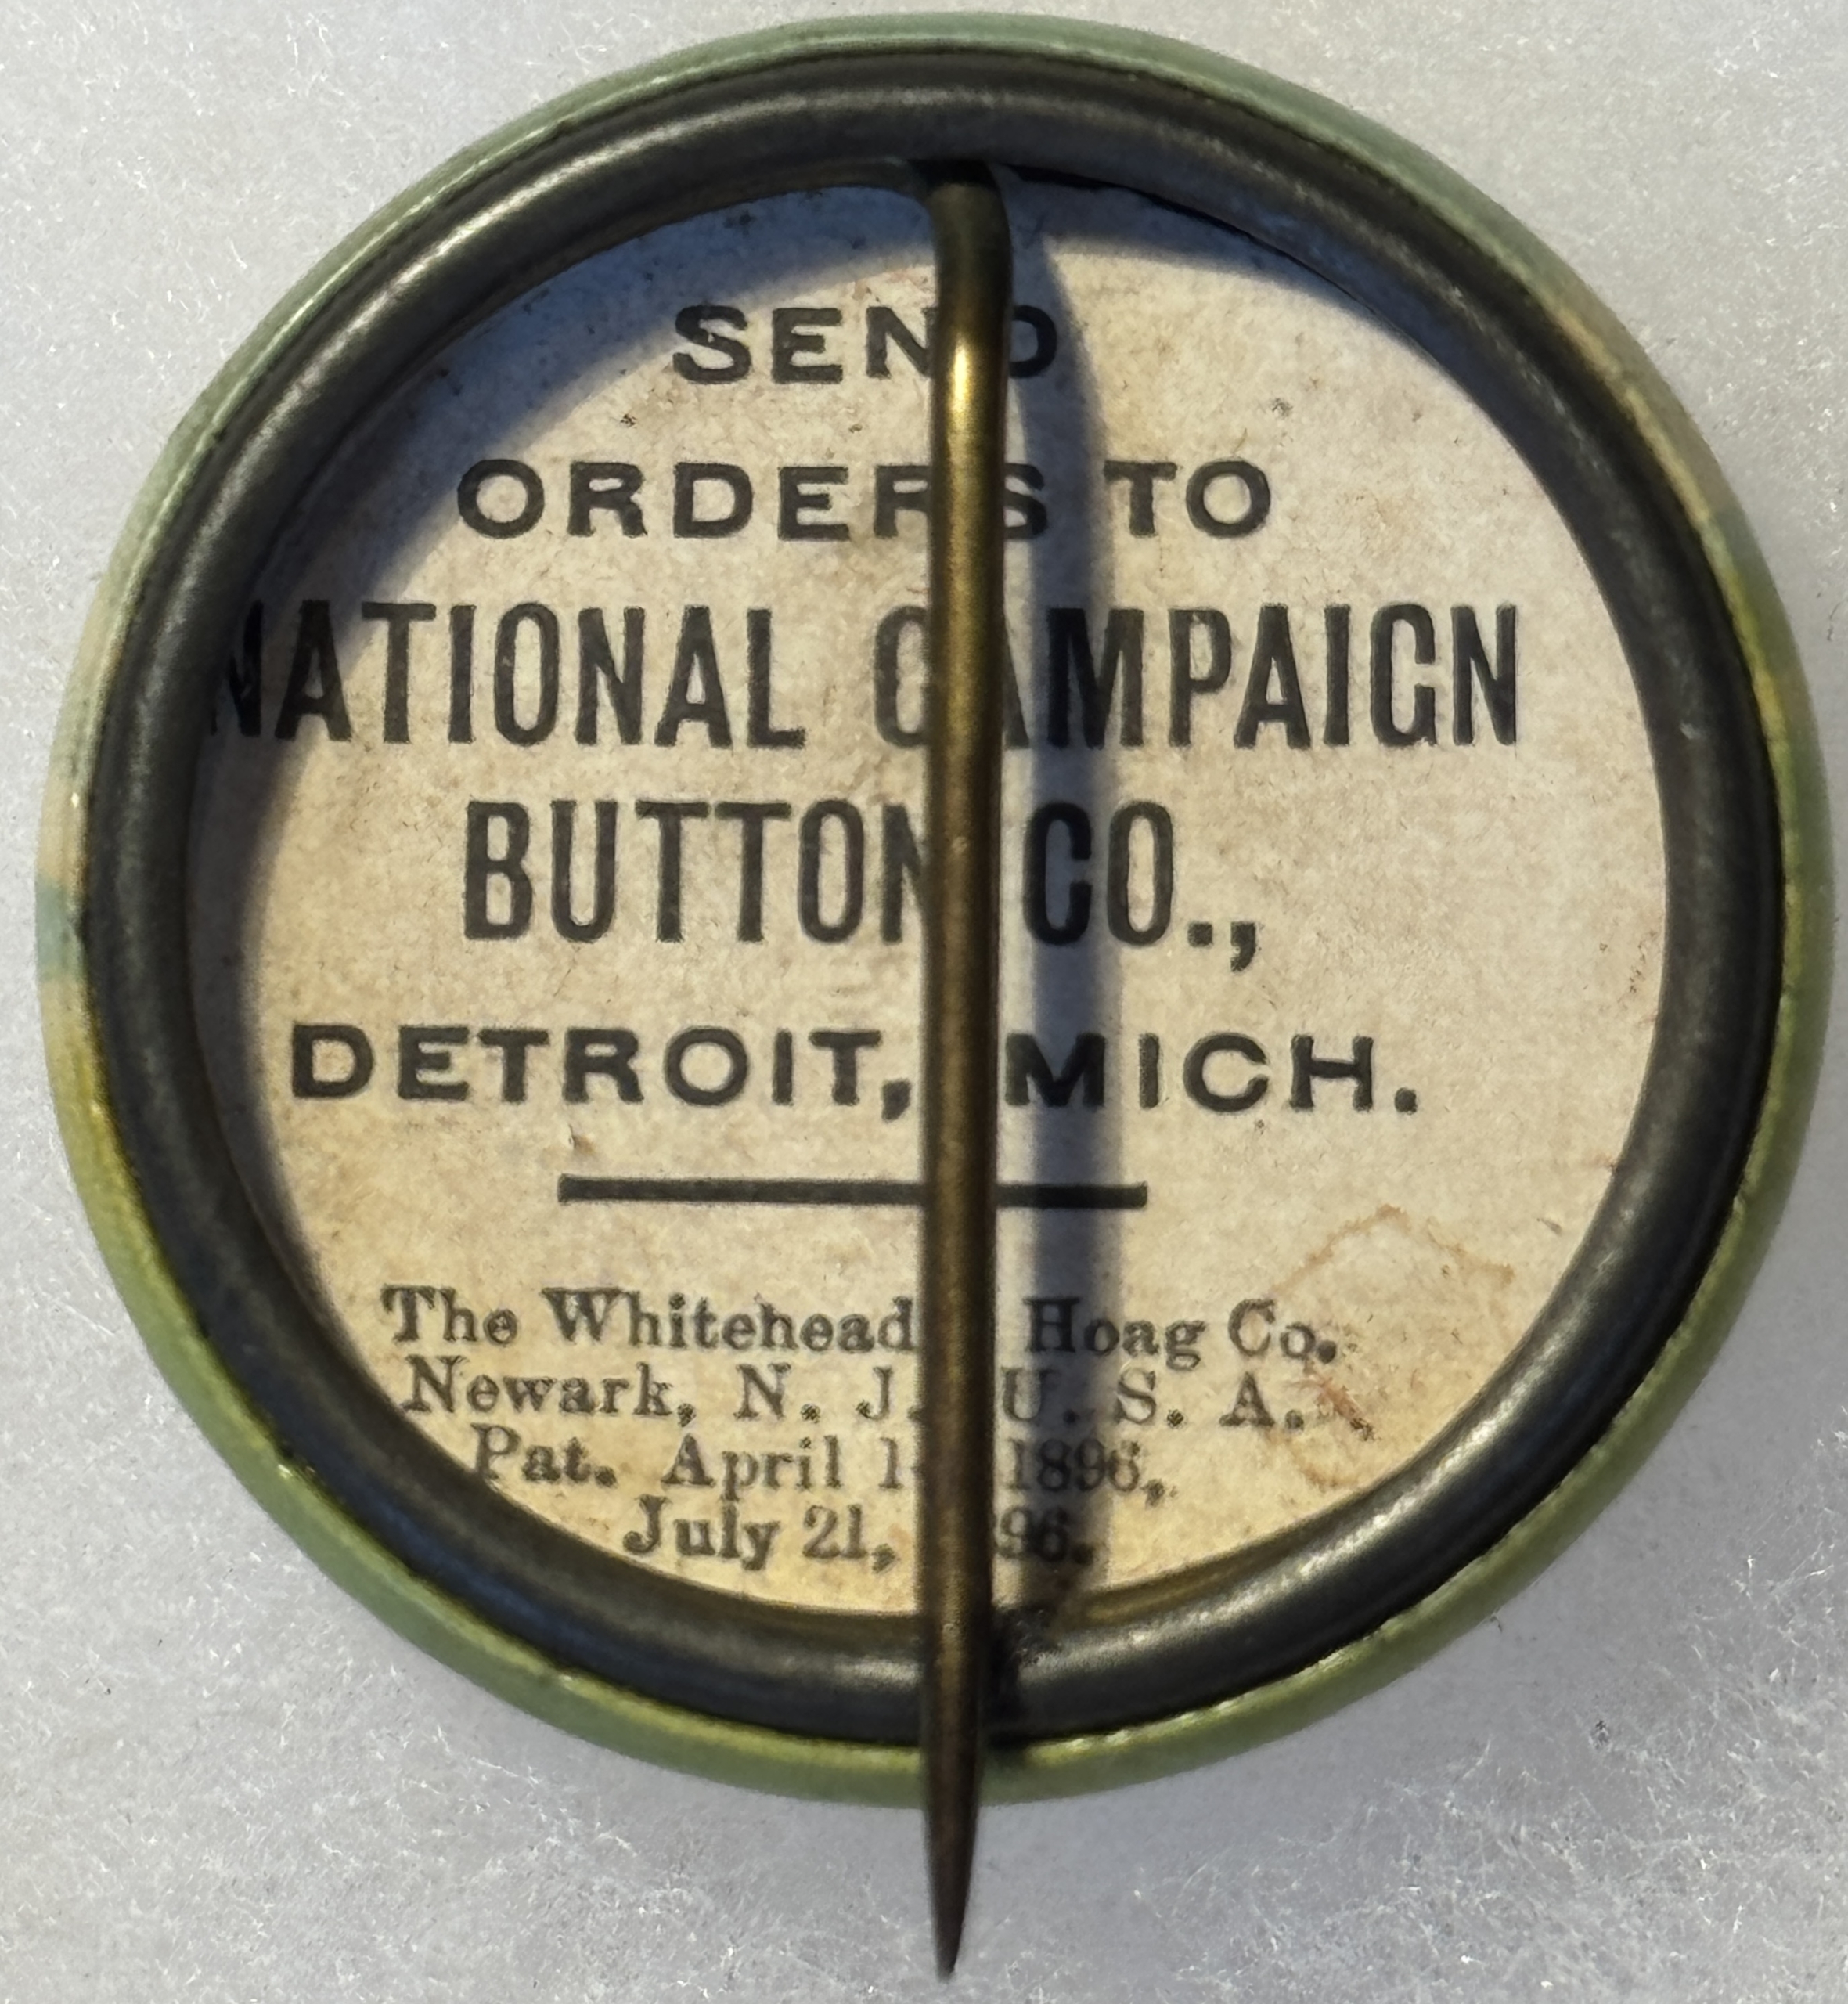 SEND
ORDERS TO
NATIONAL CAMPAIGN
BUTTON CO.,
DETROIT, MICH.
The Whitehead Hoag Co.
Newark, N. J. U. S. A.
Pat. April 1896,
July 21,